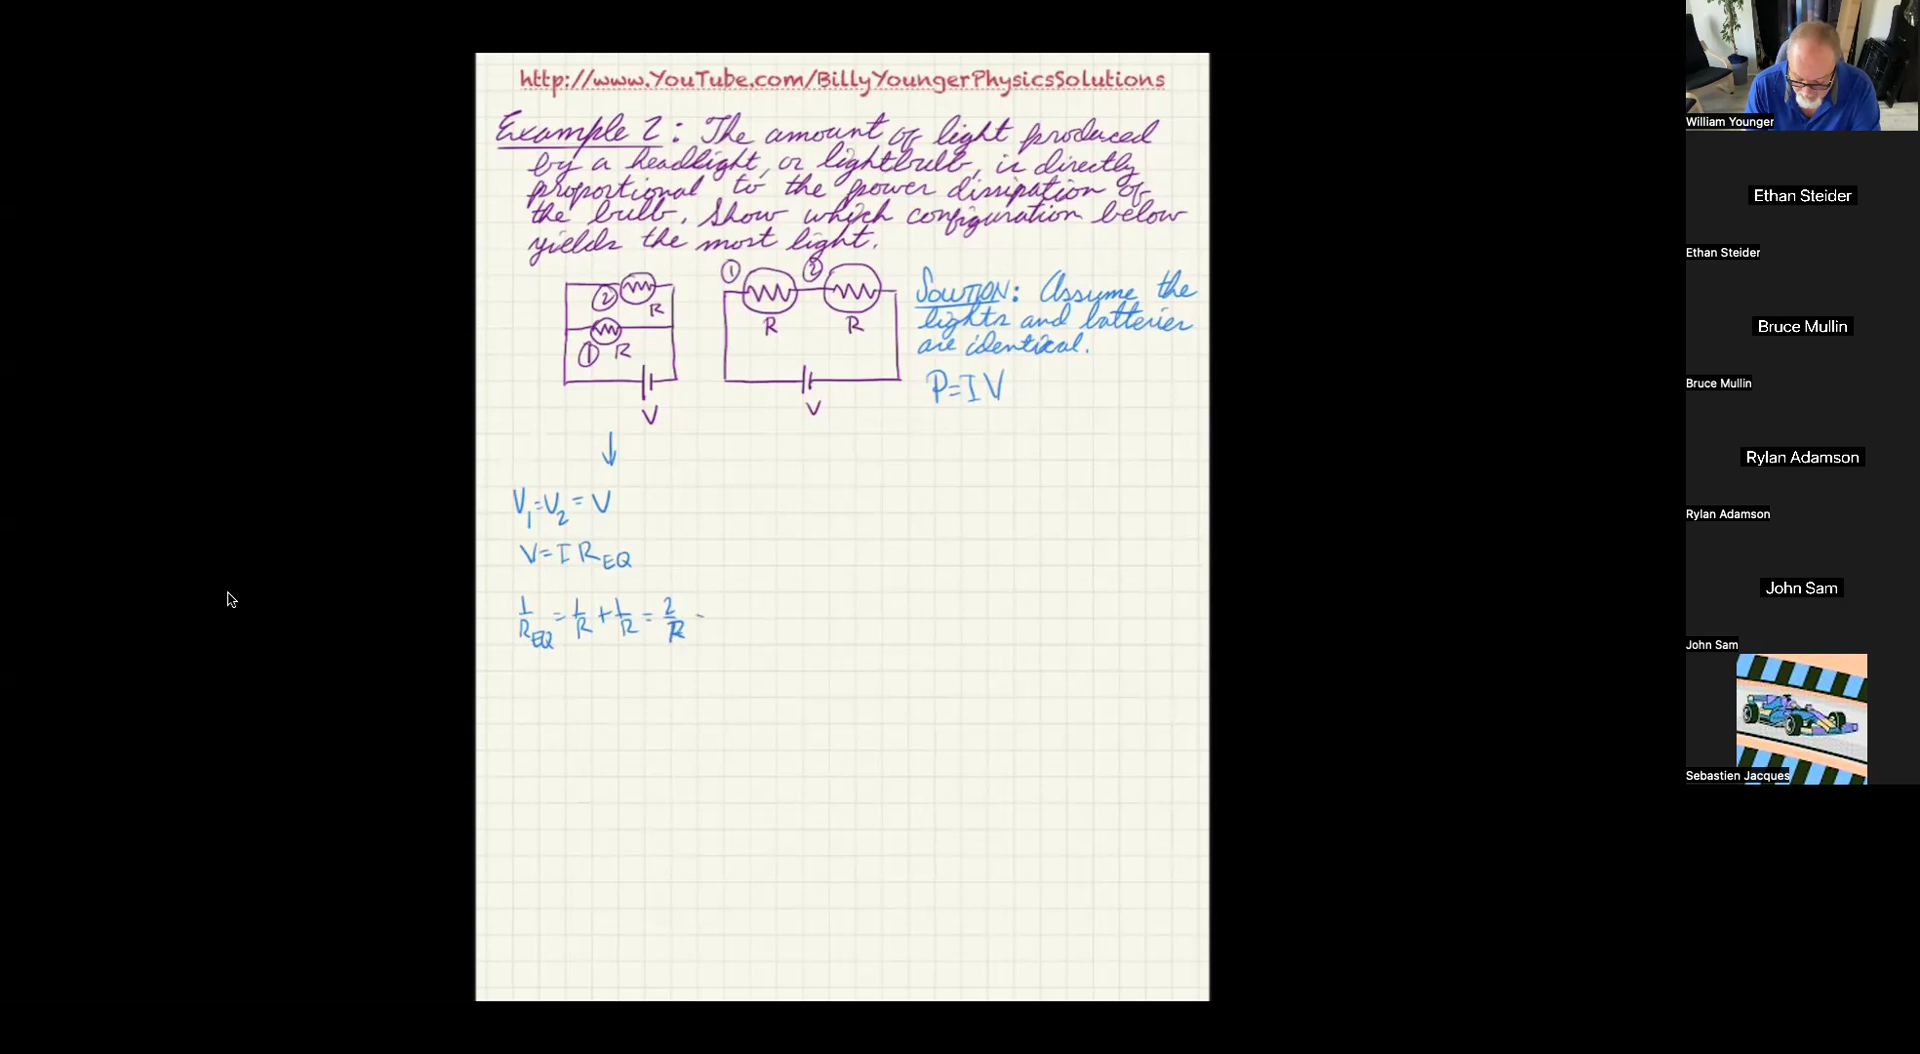 http://www.YouTube.com/BillyYoungerPhysicsSolutions
Example 2: The amount of light produced
by a headlight, or lightbulb, is directly
proportional to the power dissipation of
the bulb. Show which configuration below
yields the most light.
② R
① R
V
① ②
R R
V
SOLUTION: Assume the
lights and batteries
are identical.
P=IV
↓
V₁=V₂=V
V=I R_EQ
1/R_EQ = 1/R + 1/R = 2/R -
William Younger
Ethan Steider
Ethan Steider
Bruce Mullin
Bruce Mullin
Rylan Adamson
Rylan Adamson
John Sam
John Sam
Sebastien Jacques